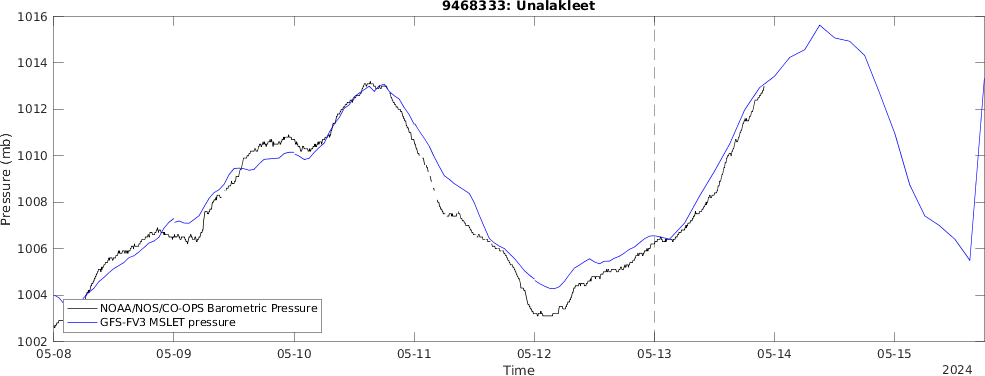 9468333: Unalakleet
Pressure (mb)
1016
1014
1012
1010
1008
1006
1004
1002
NOAA/NOS/CO-OPS Barometric Pressure
GFS-FV3 MSLET pressure
05-08 05-09 05-10 05-11 05-12 05-13 05-14 05-15
Time
2024